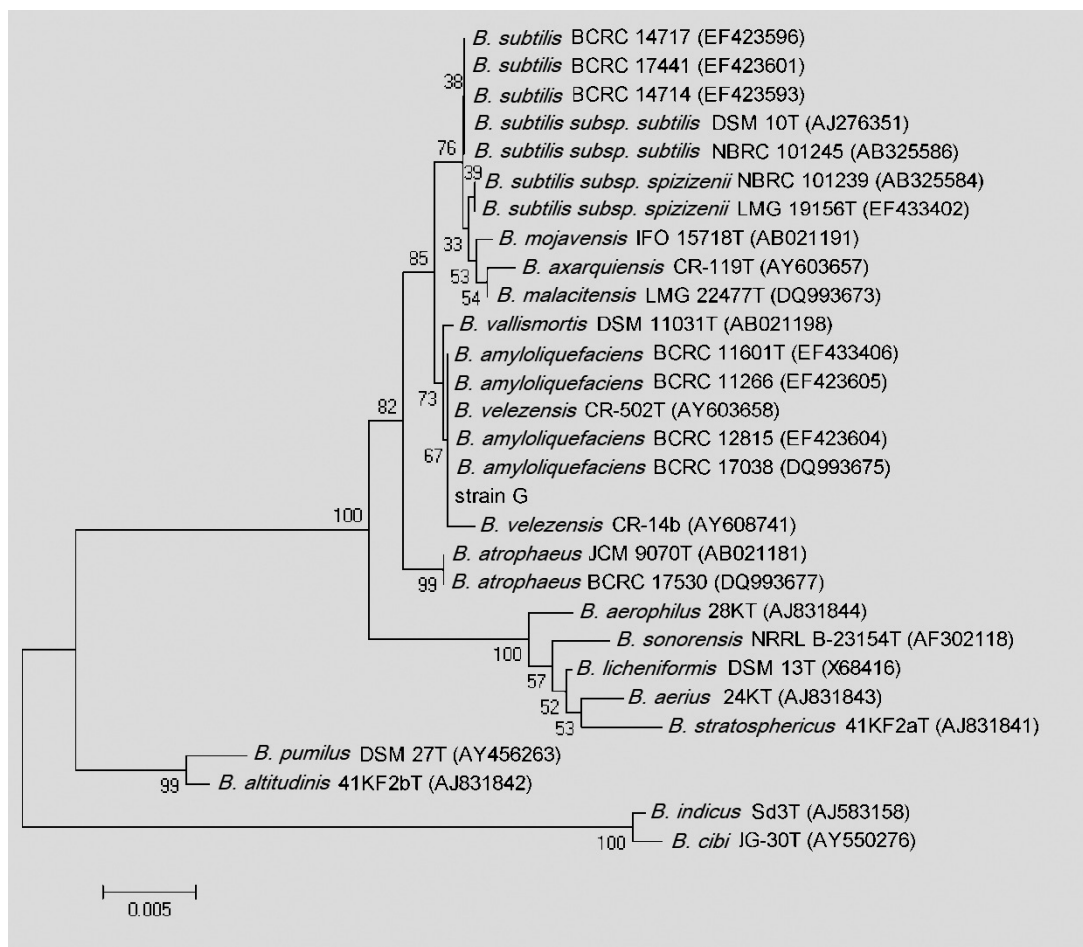 B. subtilis BCRC 14717 (EF423596)
B. subtilis BCRC 17441 (EF423601)
38
B. subtilis BCRC 14714 (EF423593)
B. subtilis subsp. subtilis DSM 10T (AJ276351)
76
B. subtilis subsp. subtilis NBRC 101245 (AB325586)
39
B. subtilis subsp. spizizenii NBRC 101239 (AB325584)
B. subtilis subsp. spizizenii LMG 19156T (EF433402)
33
B. mojavensis IFO 15718T (AB021191)
85
B. axarquiensis CR-119T (AY603657)
53
B. malacitensis LMG 22477T (DQ993673)
54
B. vallismortis DSM 11031T (AB021198)
B. amyloliquefaciens BCRC 11601T (EF433406)
B. amyloliquefaciens BCRC 11266 (EF423605)
73
B. velezensis CR-502T (AY603658)
82
B. amyloliquefaciens BCRC 12815 (EF423604)
67
B. amyloliquefaciens BCRC 17038 (DQ993675)
strain G
100
B. velezensis CR-14b (AY608741)
B. atrophaeus JCM 9070T (AB021181)
99
B. atrophaeus BCRC 17530 (DQ993677)
B. aerophilus 28KT (AJ831844)
B. sonorensis NRRL B-23154T (AF302118)
100
B. licheniformis DSM 13T (X68416)
57
B. aerius 24KT (AJ831843)
52
53
B. stratosphericus 41KF2aT (AJ831841)
B. pumilus DSM 27T (AY456263)
99
B. altitudinis 41KF2bT (AJ831842)
B. indicus Sd3T (AJ583158)
100
B. cibi JG-30T (AY550276)
0.005